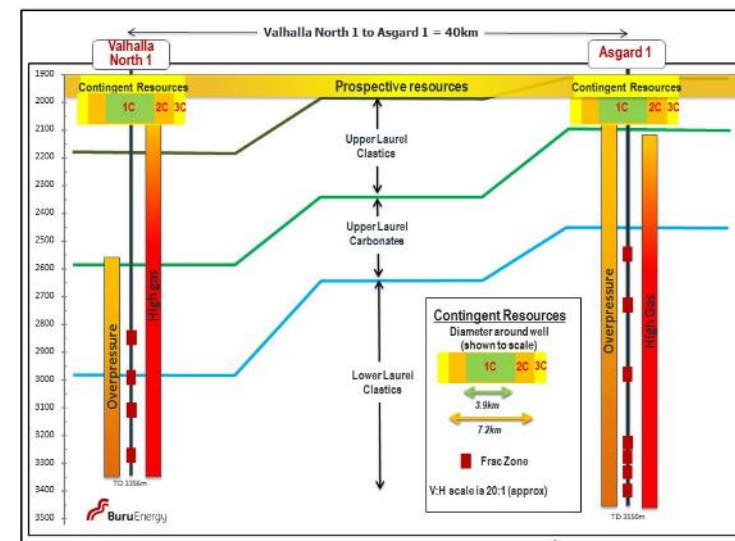 Valhalla North 1 to Asgard 1 = 40km
Valhalla
North 1
Asgard 1
1900
2000
2100
2200
2300
2400
2500
2600
2700
2800
2900
3000
3100
3200
3300
3400
3500
Contingent Resources
1C 2C 3C
Prospective resources
Contingent Resources
1C 2C 3C
Upper Laurel
Clastics
Upper Laurel
Carbonates
Lower Laurel
Clastics
Overpressure
High gas
Overpressure
High Gas
Contingent Resources
Diameter around well
(shown to scale)
1C 2C 3C
3.9km
7.2km
Frac Zone
V:H scale is 20:1 (approx)
TD 3356m
TD 3550m
BuruEnergy